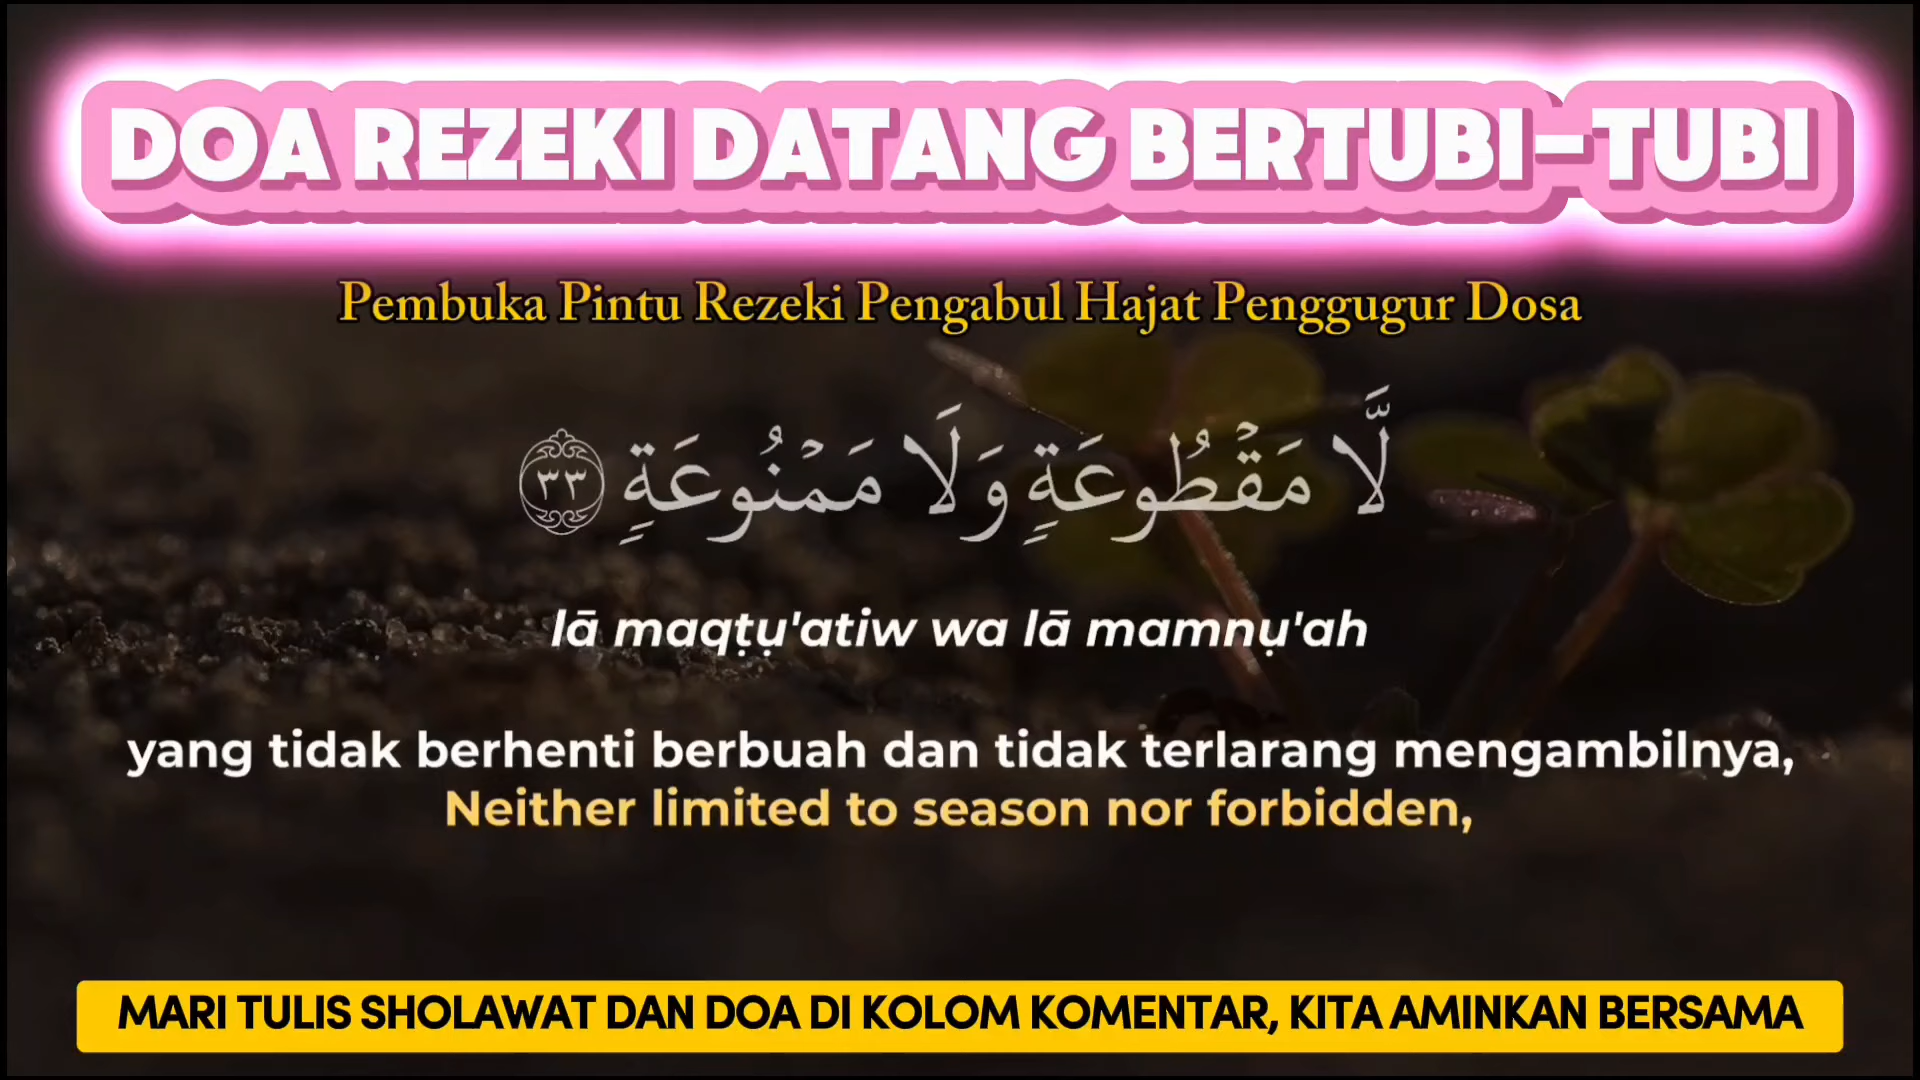 DOA REZEKI DATANG BERTUBI-TUBI
Pembuka Pintu Rezeki Pengabul Hajat Penggugur Dosa
لَّا مَقْطُوعَةٍ وَلَا مَمْنُوعَةٍ ٣٣
lā maqṭụ'atiw wa lā mamnụ'ah
yang tidak berhenti berbuah dan tidak terlarang mengambilnya,
Neither limited to season nor forbidden,
MARI TULIS SHOLAWAT DAN DOA DI KOLOM KOMENTAR, KITA AMINKAN BERSAMA